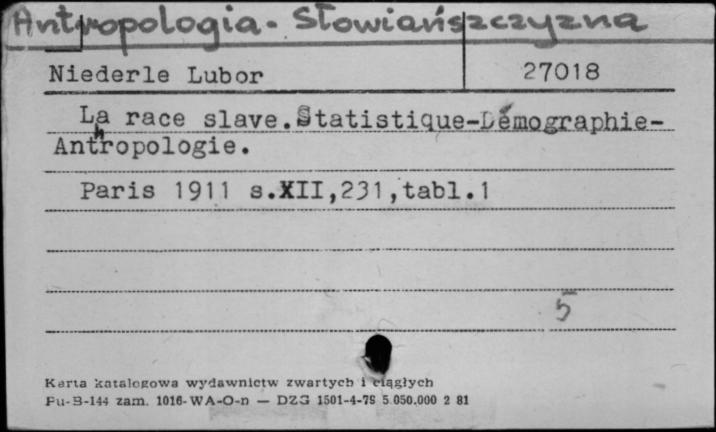 Antropologia - Słowiańszczyzna
Niederle Lubor 27018
La race slave.Statistique-Démographie-
Anthropologie.
Paris 1911 s.XII,231,tabl.1
5
Karta katalogowa wydawnictw zwartych i ciągłych
Pu-B-144 zam. 1016-WA-O-n — DZG 1501-4-78 5.050.000 2 81